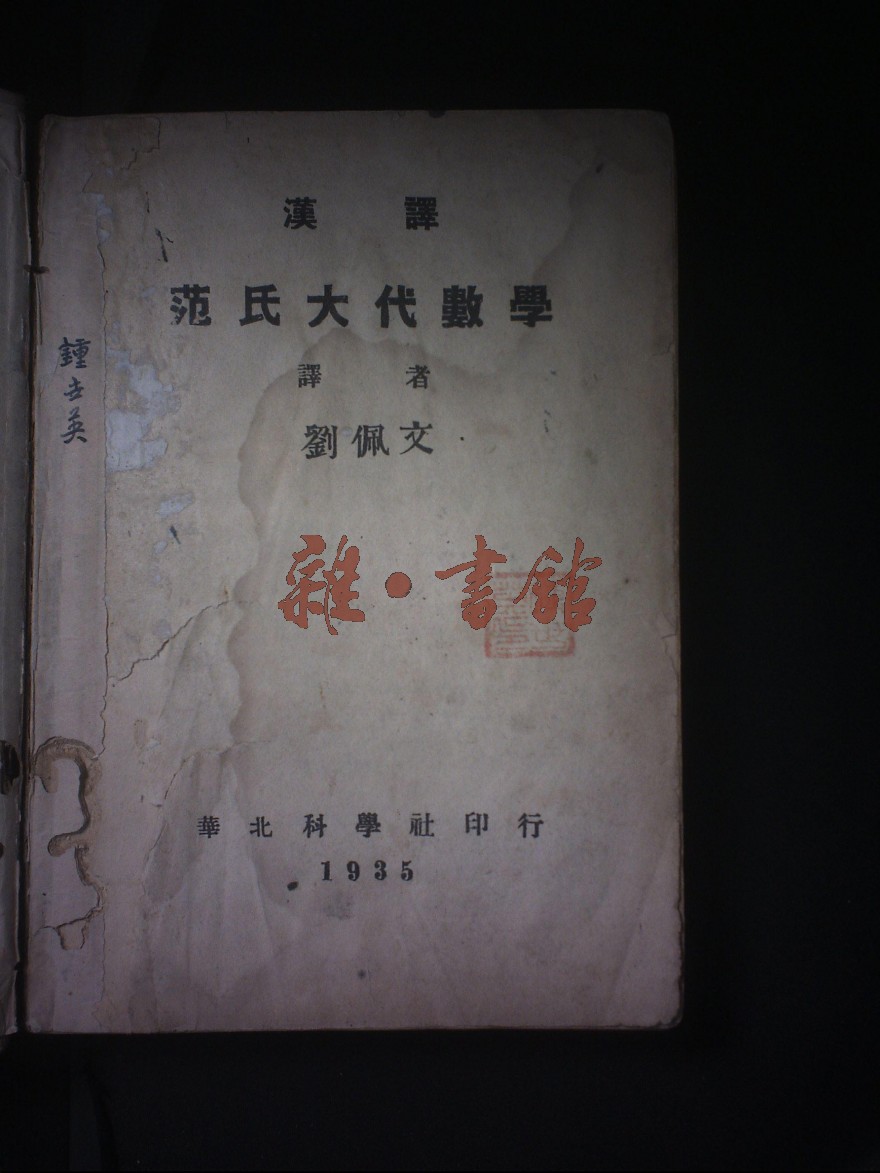 漢譯
范氏大代數學
譯者
劉佩文
鍾世英
雜·書館
華北科學社印行
1935